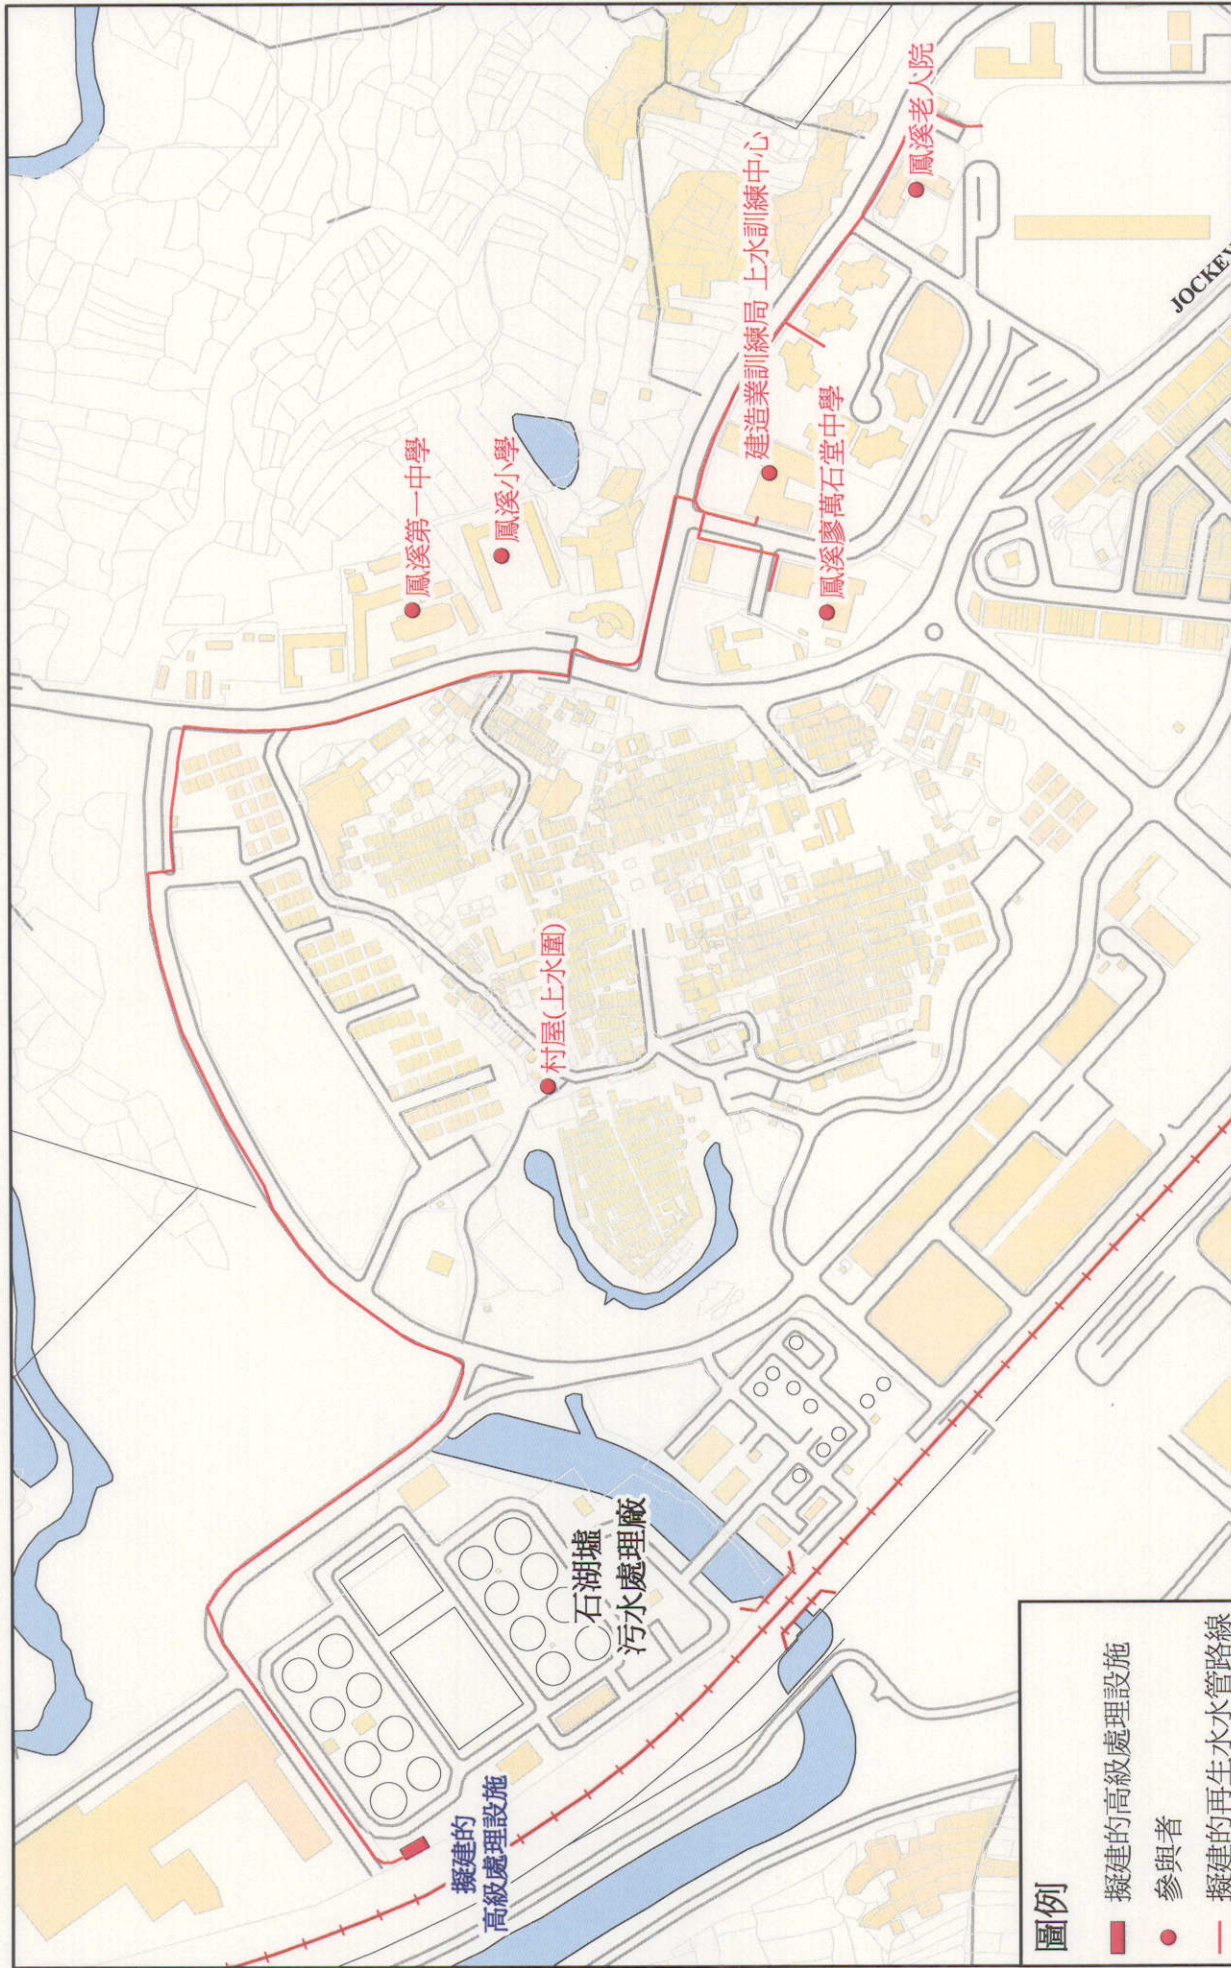 鳳溪第一中學
鳳溪小學
建造業訓練局 上水訓練中心
鳳溪老人院
鳳溪廖萬石堂中學
村屋(上水圍)
JOCKEY
石湖墟
污水處理廠
擬建的
高級處理設施
圖例
擬建的高級處理設施
參與者
擬建的再生水水管路線